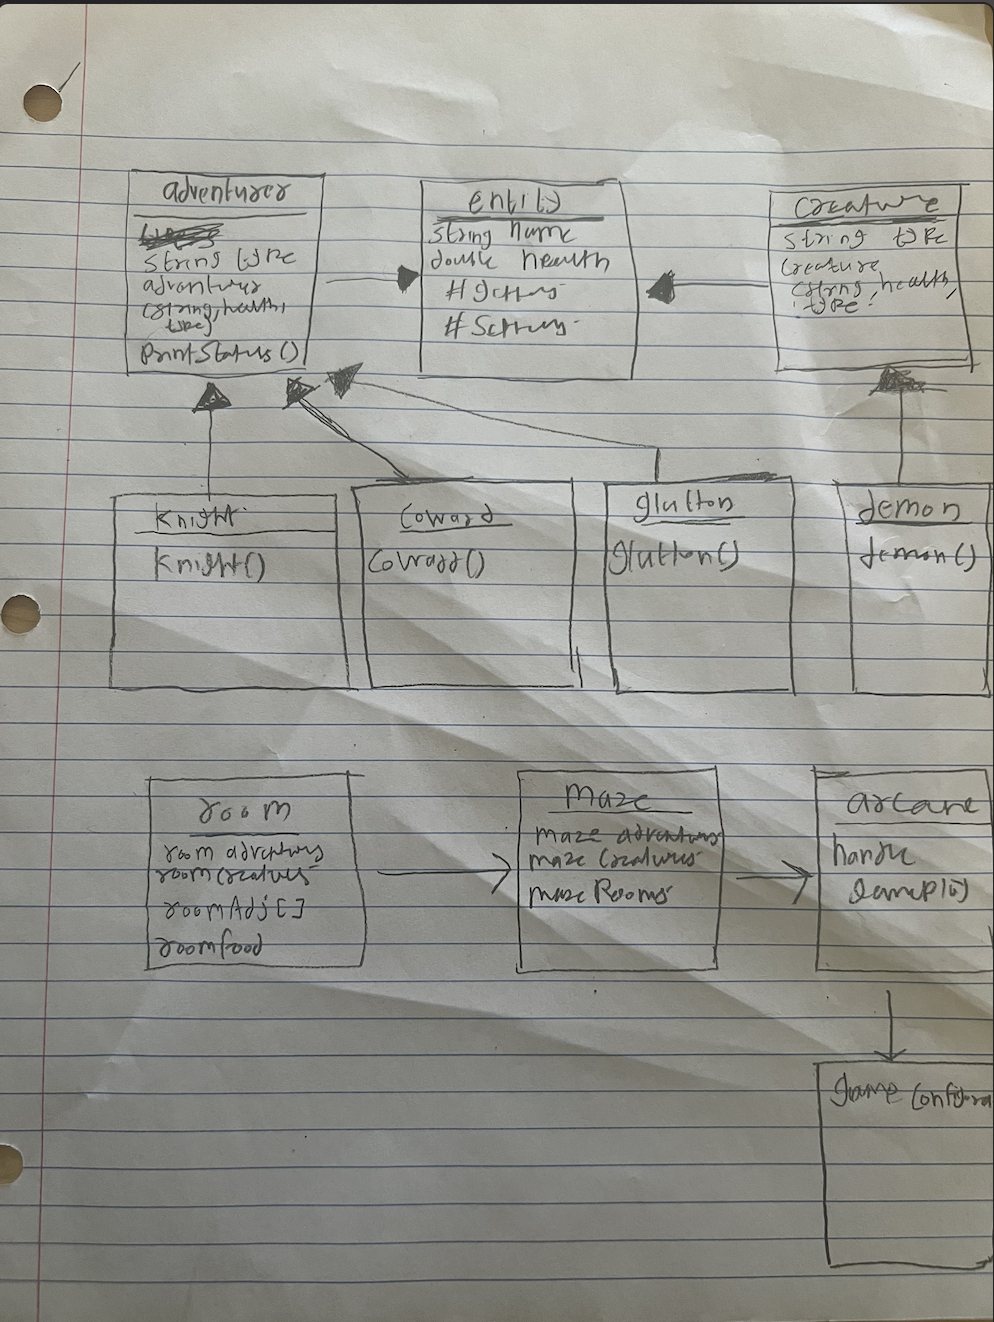 adventurer
string type
adventurer
(string, health,
type)
printStatus()
entity
string name
double health
# getters
# setters
creature
string type
creature
(string, health,
type
Knight
Knight()
Coward
Coward()
glutton
glutton()
demon
demon()
room
room adventurers
room creatures
roomAdj[]
roomfood
maze
maze adventurers
maze creatures
maze Rooms
arcane
handle
game Configura